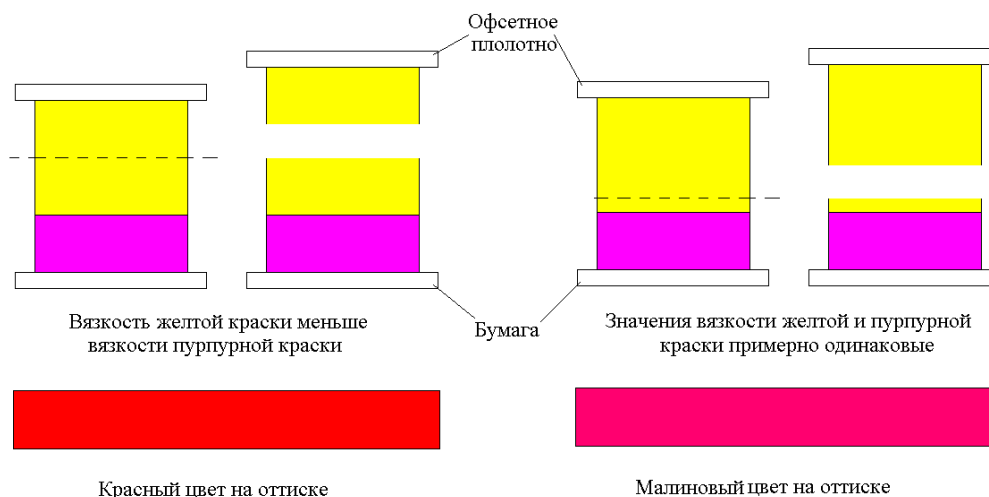 Офсетное
плолотно
Бумага
Вязкость желтой краски меньше
вязкости пурпурной краски
Значения вязкости желтой и пурпурной
краски примерно одинаковые
Красный цвет на оттиске
Малиновый цвет на оттиске